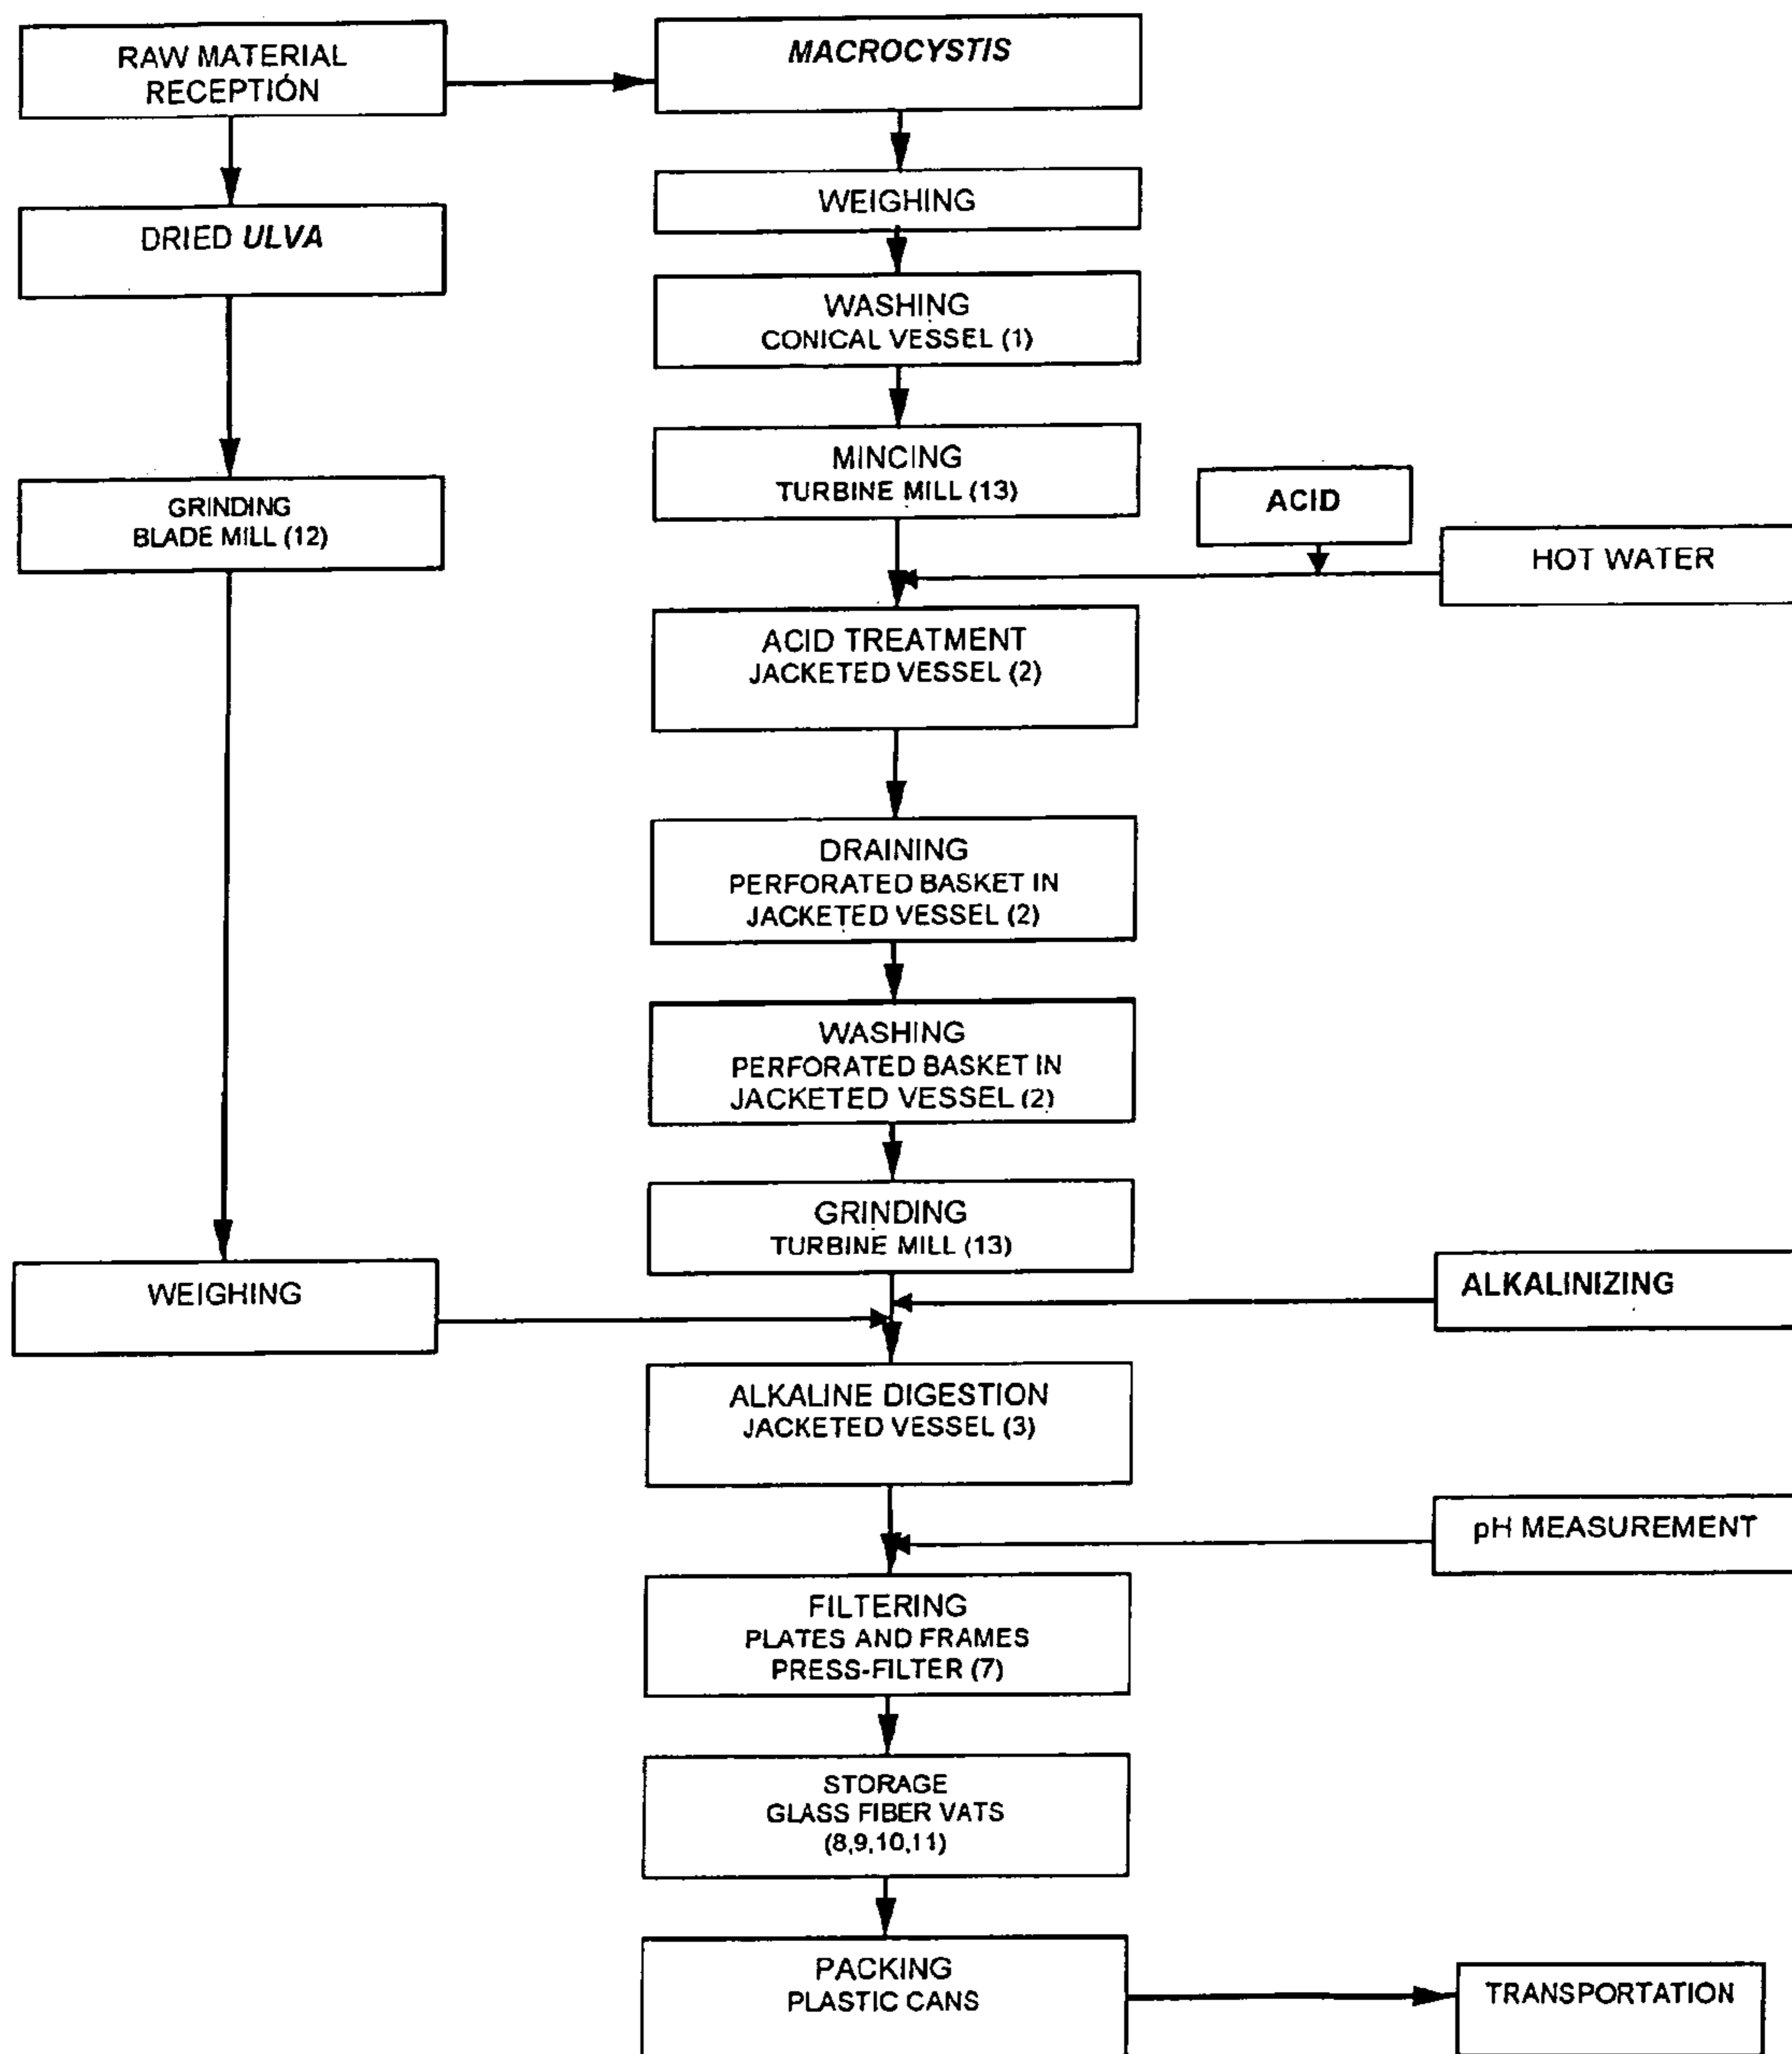 RAW MATERIAL
RECEPTIÓN
MACROCYSTIS
WEIGHING
DRIED ULVA
WASHING
CONICAL VESSEL (1)
MINCING
TURBINE MILL (13)
GRINDING
BLADE MILL (12)
ACID
HOT WATER
ACID TREATMENT
JACKETED VESSEL (2)
DRAINING
PERFORATED BASKET IN
JACKETED VESSEL (2)
WASHING
PERFORATED BASKET IN
JACKETED VESSEL (2)
GRINDING
TURBINE MILL (13)
WEIGHING
ALKALINIZING
ALKALINE DIGESTION
JACKETED VESSEL (3)
pH MEASUREMENT
FILTERING
PLATES AND FRAMES
PRESS-FILTER (7)
STORAGE
GLASS FIBER VATS
(8,9,10,11)
PACKING
PLASTIC CANS
TRANSPORTATION